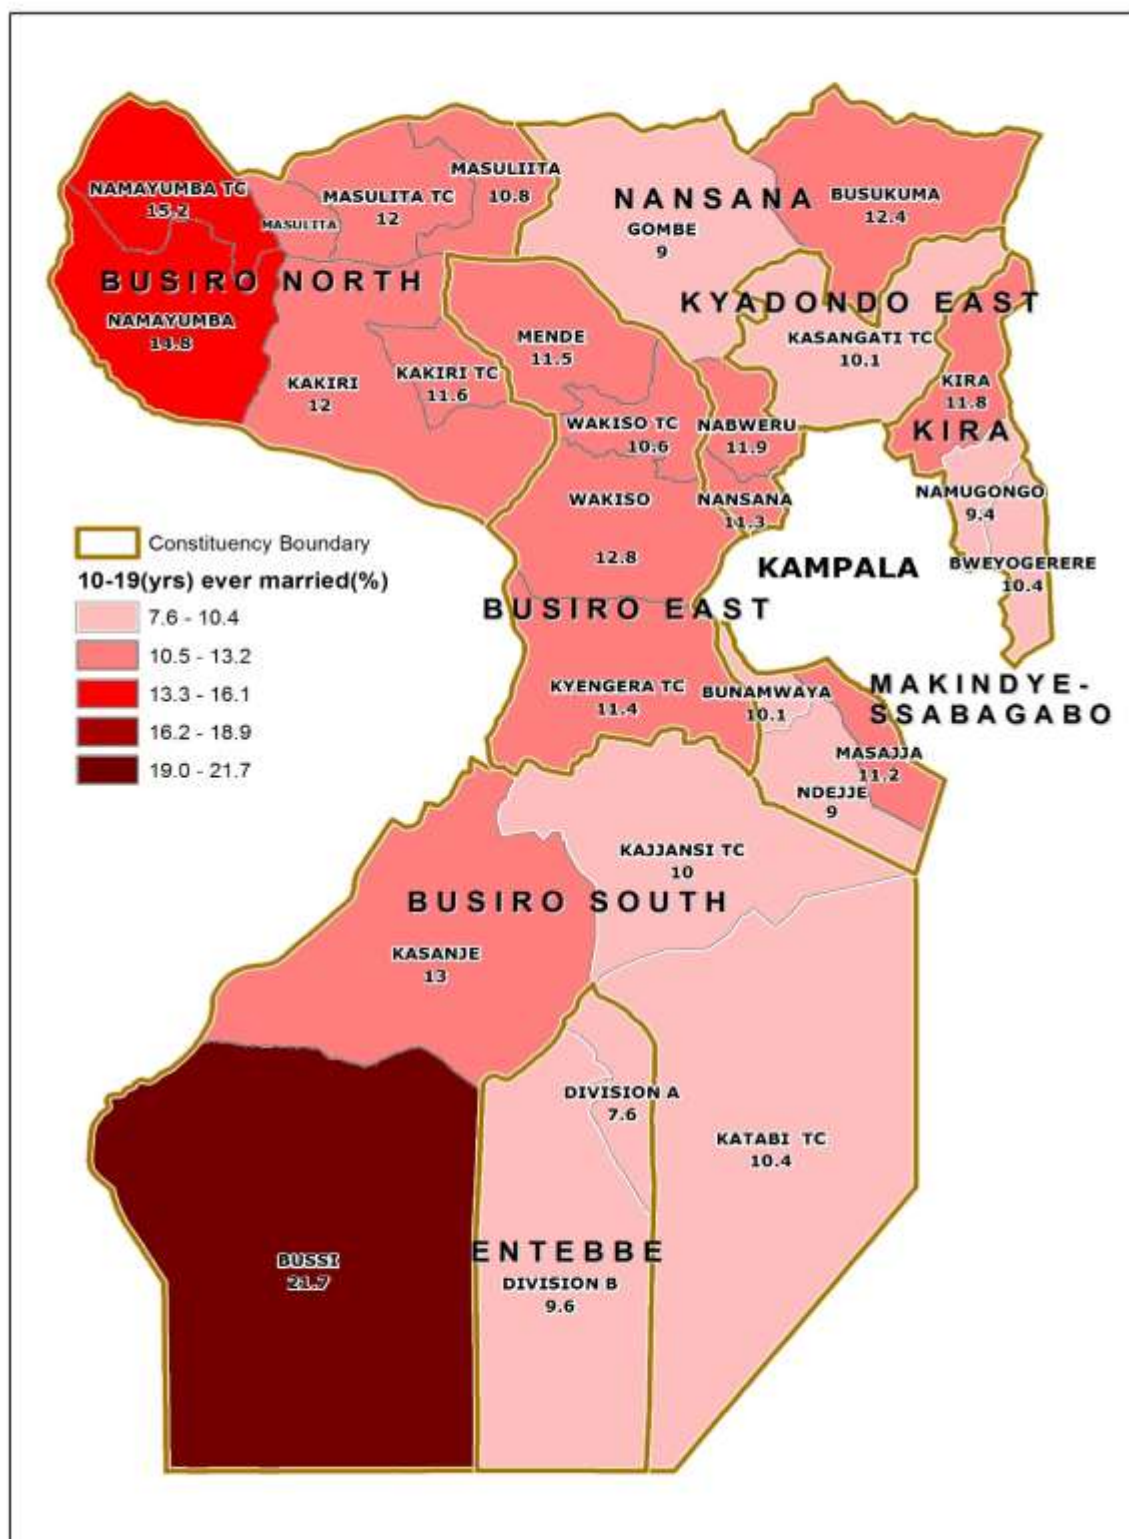 MASULIITA
10.8
NAMAYUMBA TC
15.2
MASULITA TC
12
MASULITA
NANSANA
BUSUKUMA
12.4
GOMBE
9
BUSIRO NORTH
KYADONDO EAST
NAMAYUMBA
14.8
MENDE
11.5
KASANGATI TC
10.1
KAKIRI
12
KAKIRI TC
11.6
KIRA
11.8
WAKISO TC
10.6
NABWERU
11.9
KIRA
WAKISO
12.8
NANSANA
11.3
NAMUGONGO
9.4
Constituency Boundary
10-19(yrs) ever married(%)
7.6 - 10.4
10.5 - 13.2
13.3 - 16.1
16.2 - 18.9
19.0 - 21.7
KAMPALA
BWEYOGERERE
10.4
BUSIRO EAST
KYENGERA TC
11.4
BUNAMWAYA
10.1
MAKINDYE-
SSABAGABO
MASAJJA
11.2
NDEJJE
9
KAJJANSI TC
10
BUSIRO SOUTH
KASANJE
13
DIVISION A
7.6
KATABI TC
10.4
ENTEBBE
BUSSI
21.7
DIVISION B
9.6